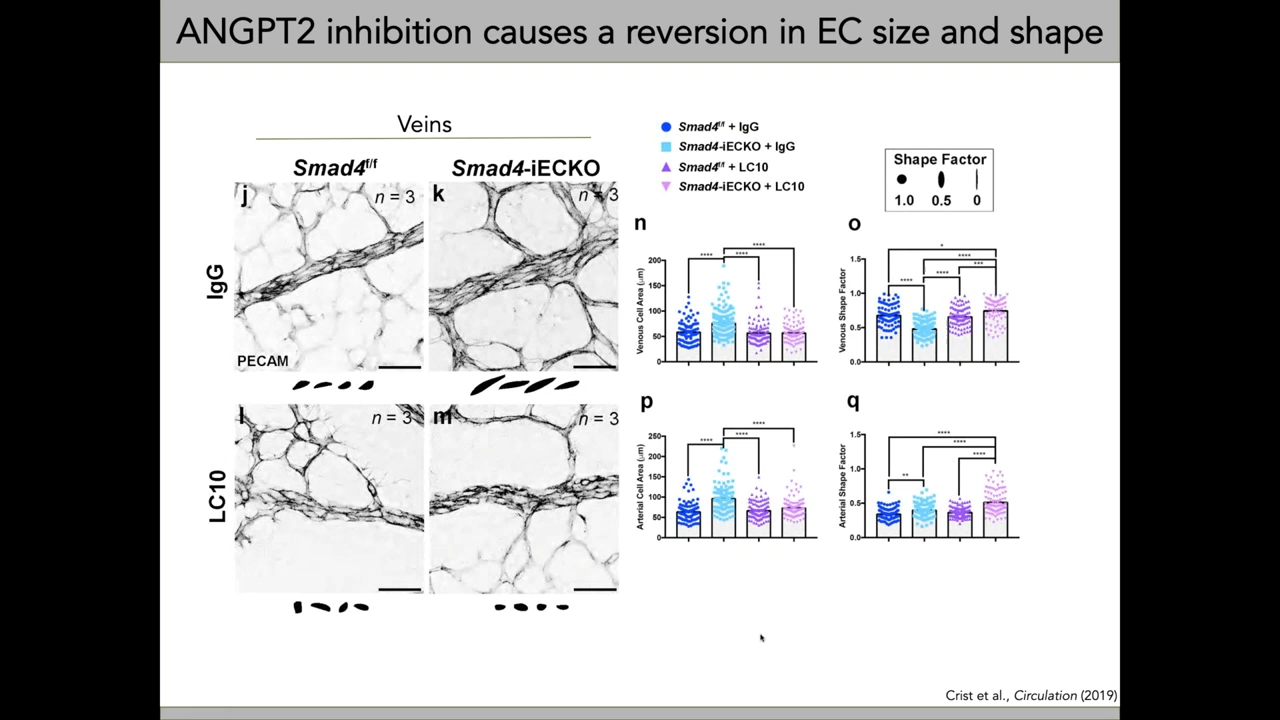 ANGPT2 inhibition causes a reversion in EC size and shape
Veins
Smad4f/f
Smad4-iECKO
IgG
LC10
j
n = 3
PECAM
k
n = 3
l
n = 3
m
n = 3
Smad4f/f + IgG
Smad4-iECKO + IgG
Smad4f/f + LC10
Smad4-iECKO + LC10
Shape Factor
1.0 0.5 0
n
Venous Cell Area (μm)
200
150
100
50
0
**** **** ****
o
Venous Shape Factor
1.5
1.0
0.5
0.0
*
****
***
**** ****
p
Arterial Cell Area (μm)
250
200
150
100
50
0
****
****
****
q
Arterial Shape Factor
1.5
1.0
0.5
0.0
****
****
****
**
Crist et al., Circulation (2019)